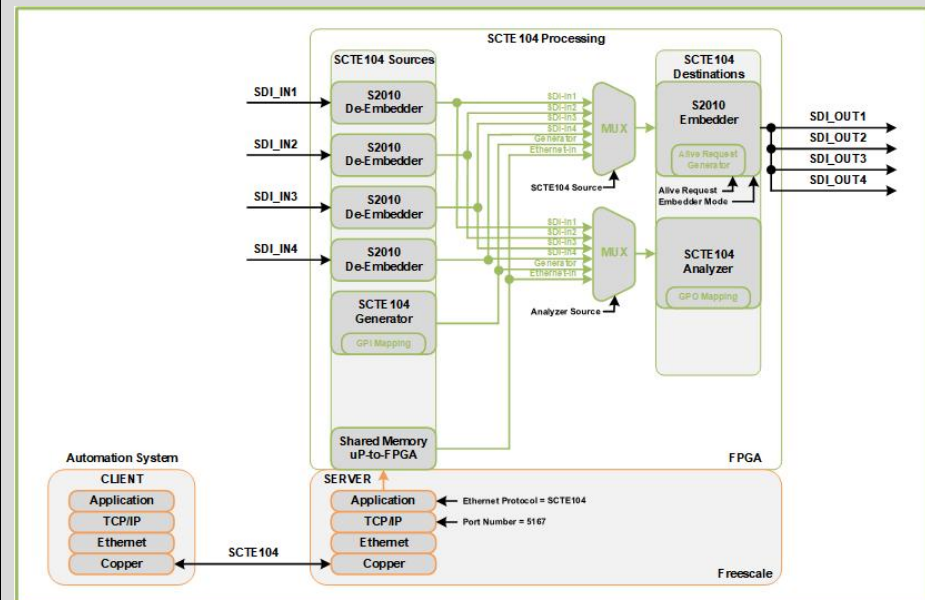 SCTE104 Processing
SCTE104 Sources
SCTE104
Destinations
SDI_IN1
S2010
De-Embedder
SDI_IN2
S2010
De-Embedder
SDI_IN3
S2010
De-Embedder
SDI_IN4
S2010
De-Embedder
SCTE104
Generator
GPI Mapping
Shared Memory
uP-to-FPGA
SDI-In1
SDI-In2
SDI-In3
SDI-In4
Generator
Ethernet-In
MUX
SCTE104 Source
SDI-In1
SDI-In2
SDI-In3
SDI-In4
Generator
Ethernet-In
MUX
Analyzer Source
S2010
Embedder
Alive Request
Generator
Alive Request
Embedder Mode
SCTE104
Analyzer
GPO Mapping
SDI_OUT1
SDI_OUT2
SDI_OUT3
SDI_OUT4
FPGA
Automation System
CLIENT
Application
TCP/IP
Ethernet
Copper
SCTE104
SERVER
Application
TCP/IP
Ethernet
Copper
Ethernet Protocol = SCTE104
Port Number = 5167
Freescale